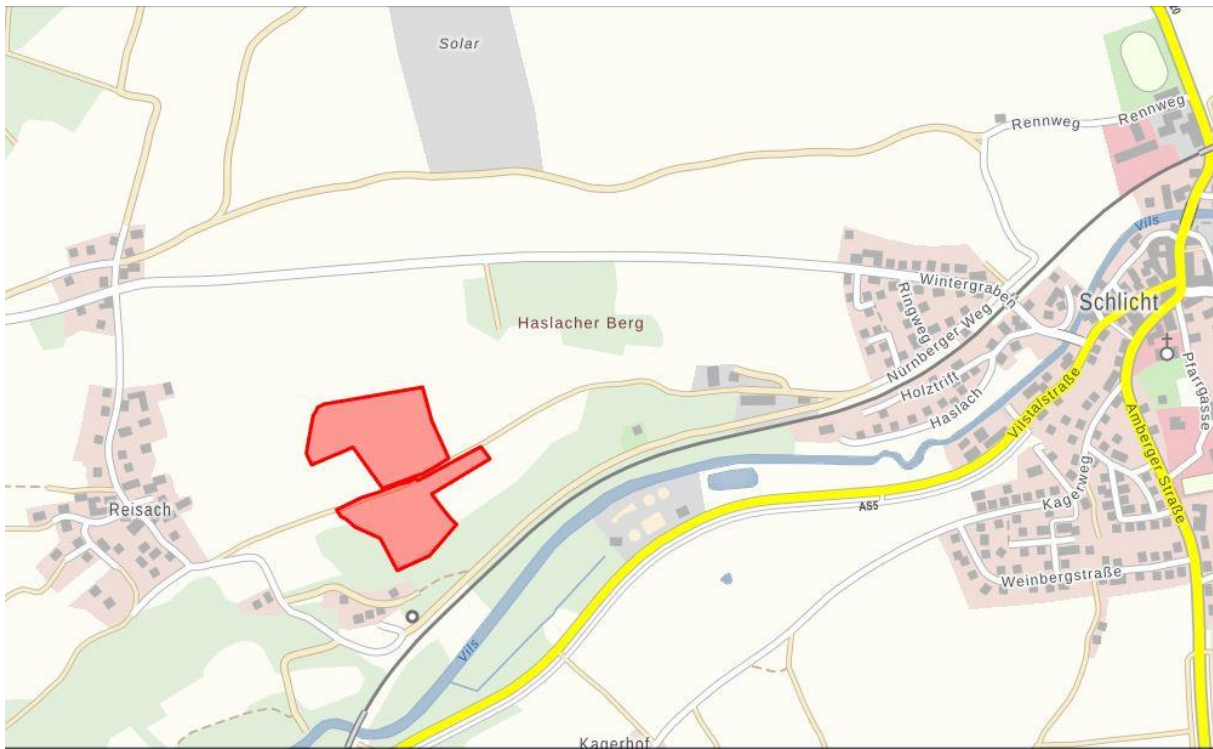 Solar
Rennweg
Rennweg
Vils
Wintergraben
Ringweg
Schlicht
Haslacher Berg
Nürnberger Weg
Holztrift
Haslach
Vilstalstraße
Pfarrgasse
Amberger Straße
Kagerweg
A55
Reisach
Weinbergstraße
Vils
Kagerhof